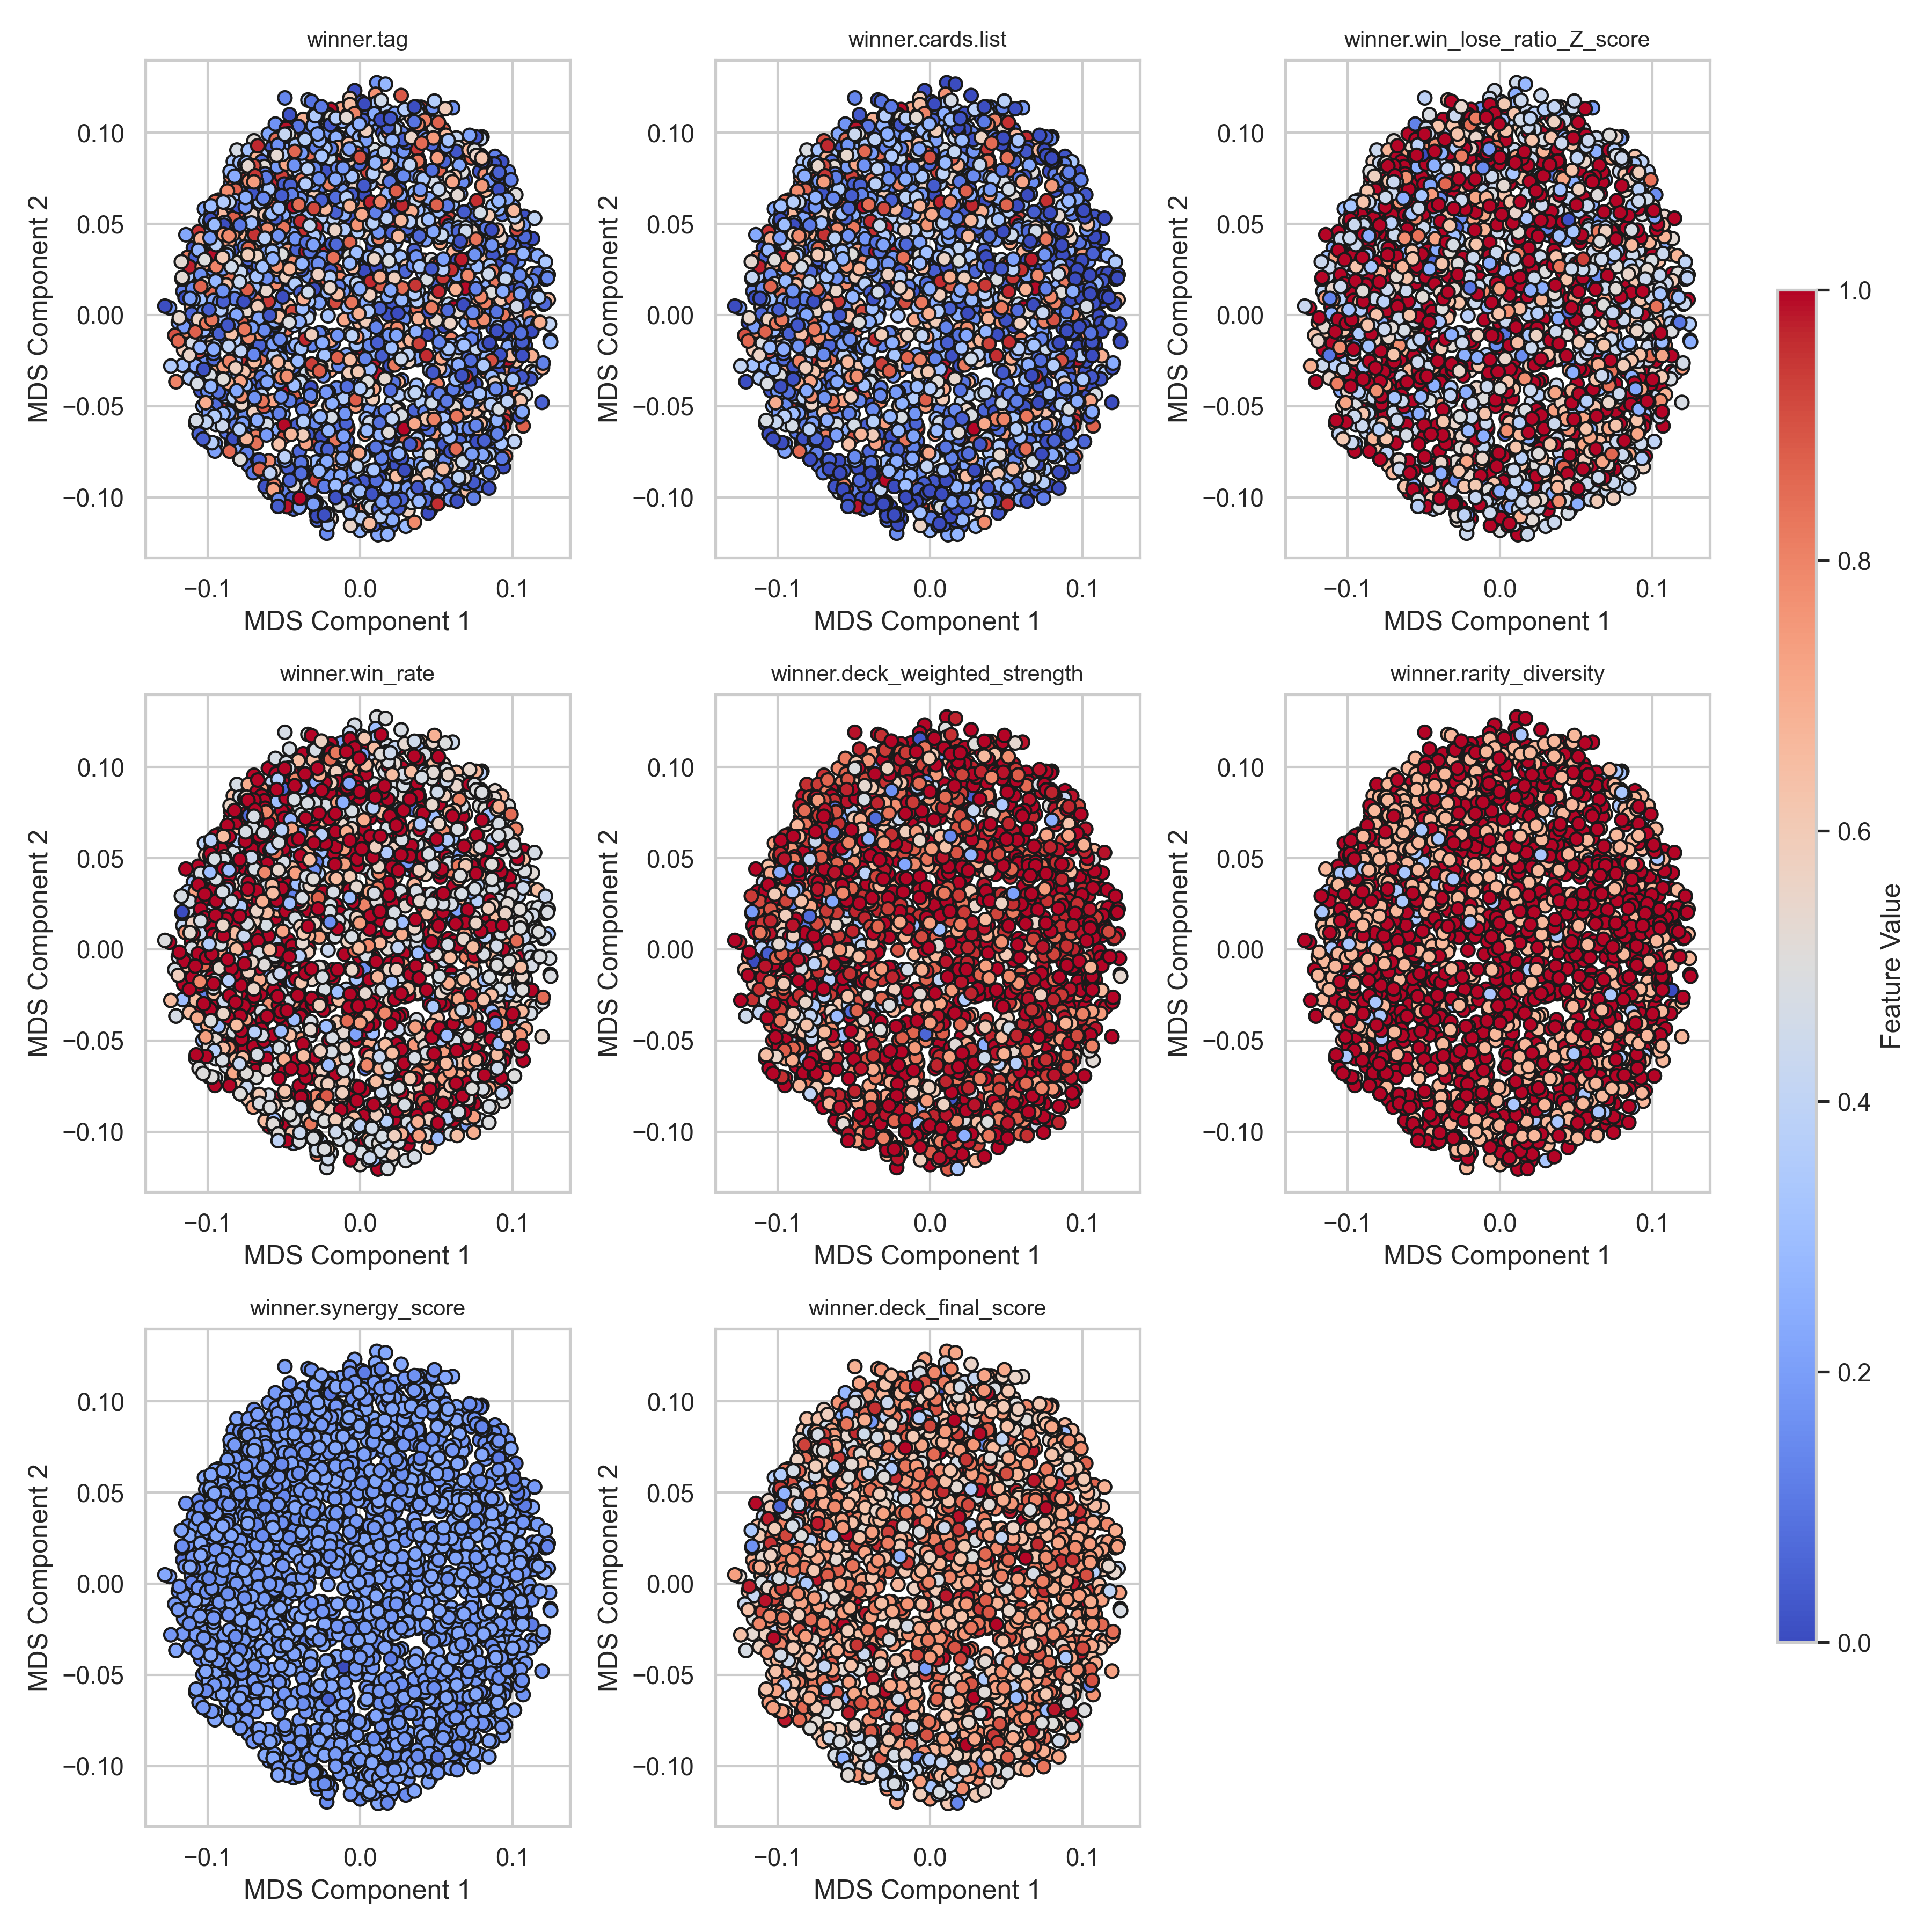 winner.tag
MDS Component 2
0.10
0.05
0.00
−0.05
−0.10
−0.1 0.0 0.1
MDS Component 1
winner.cards.list
MDS Component 2
0.10
0.05
0.00
−0.05
−0.10
−0.1 0.0 0.1
MDS Component 1
winner.win_lose_ratio_Z_score
MDS Component 2
0.10
0.05
0.00
−0.05
−0.10
−0.1 0.0 0.1
MDS Component 1
winner.win_rate
MDS Component 2
0.10
0.05
0.00
−0.05
−0.10
−0.1 0.0 0.1
MDS Component 1
winner.deck_weighted_strength
MDS Component 2
0.10
0.05
0.00
−0.05
−0.10
−0.1 0.0 0.1
MDS Component 1
winner.rarity_diversity
MDS Component 2
0.10
0.05
0.00
−0.05
−0.10
−0.1 0.0 0.1
MDS Component 1
winner.synergy_score
MDS Component 2
0.10
0.05
0.00
−0.05
−0.10
−0.1 0.0 0.1
MDS Component 1
winner.deck_final_score
MDS Component 2
0.10
0.05
0.00
−0.05
−0.10
−0.1 0.0 0.1
MDS Component 1
1.0
0.8
0.6
0.4
0.2
0.0
Feature Value